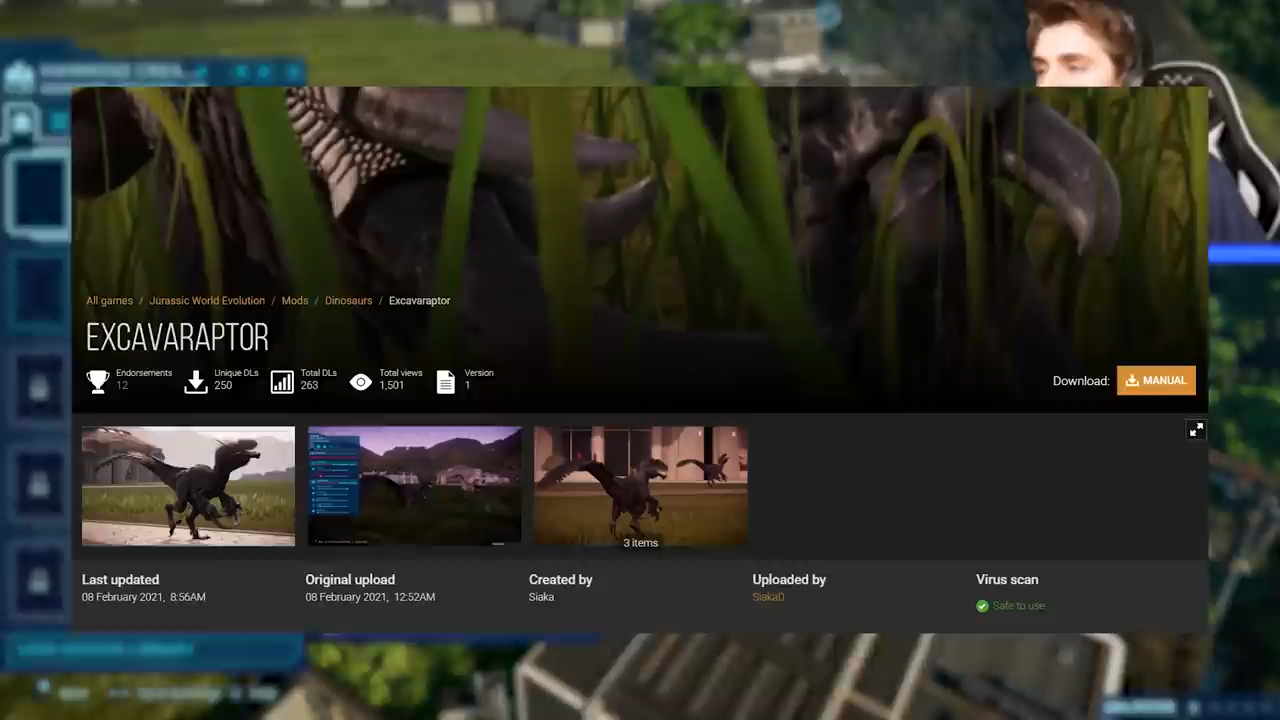 All games / Jurassic World Evolution / Mods / Dinosaurs / Excavaraptor
EXCAVARAPTOR
Endorsements
12
Unique DLs
250
Total DLs
263
Total views
1,501
Version
1
Download:
MANUAL
3 items
Last updated
08 February 2021, 8:56AM
Original upload
08 February 2021, 12:52AM
Created by
Siaka
Uploaded by
Siaka0
Virus scan
Safe to use